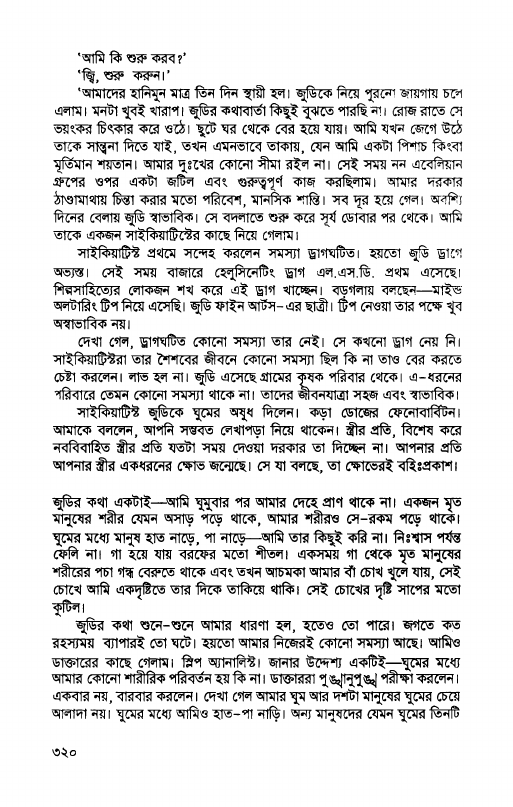 ‘আমি কি শুরু করব?’
‘জ্বি, শুরু করুন।’
‘আমাদের হানিমুন মাত্র তিন দিন স্থায়ী হল। জুডিকে নিয়ে পুরনো জায়গায় চলে
এলাম। মনটা খুবই খারাপ। জুডির কথাবার্তা কিছুই বুঝতে পারছি না। রোজ রাতে সে
ভয়ংকর চিৎকার করে ওঠে। ছুটে ঘর থেকে বের হয়ে যায়। আমি যখন জেগে উঠে
তাকে সান্ত্বনা দিতে যাই, তখন এমনভাবে তাকায়, যেন আমি একটা পিশাচ কিংবা
মূর্তিমান শয়তান। আমার দুঃখের কোনো সীমা রইল না। সেই সময় নন এবেলিয়ান
গ্রুপের ওপর একটা জটিল এবং গুরুত্বপূর্ণ কাজ করছিলাম। আমার দরকার
ঠাণ্ডামাথায় চিন্তা করার মতো পরিবেশ, মানসিক শান্তি। সব দূর হয়ে গেল। অবশ্যি
দিনের বেলায় জুডি স্বাভাবিক। সে বদলাতে শুরু করে সূর্য ডোবার পর থেকে। আমি
তাকে একজন সাইকিয়াটিস্টের কাছে নিয়ে গেলাম।
সাইকিয়াটিস্ট প্রথমে সন্দেহ করলেন সমস্যা ড্রাগঘটিত। হয়তো জুডি ড্রাগে
অভ্যস্ত। সেই সময় বাজারে হেলুসিনেটিং ড্রাগ এল.এস.ডি. প্রথম এসেছে।
শিল্পসাহিত্যের লোকজন শখ করে এই ড্রাগ খাচ্ছেন। বড়গলায় বলছেন—মাইন্ড
অলটারিং ট্রিপ নিয়ে এসেছি। জুডি ফাইন আর্টস-এর ছাত্রী। ট্রিপ নেওয়া তার পক্ষে খুব
অস্বাভাবিক নয়।
দেখা গেল, ড্রাগঘটিত কোনো সমস্যা তার নেই। সে কখনো ড্রাগ নেয় নি।
সাইকিয়াটিস্টরা তার শৈশবের জীবনে কোনো সমস্যা ছিল কি না তাও বের করতে
চেষ্টা করলেন। লাভ হল না। জুডি এসেছে গ্রামের কৃষক পরিবার থেকে। এ-ধরনের
পরিবারে তেমন কোনো সমস্যা থাকে না। তাদের জীবনযাত্রা সহজ এবং স্বাভাবিক।
সাইকিয়াটিস্ট জুডিকে ঘুমের অষুধ দিলেন। কড়া ডোজের ফেনোবার্বিটন।
আমাকে বললেন, আপনি সম্ভবত লেখাপড়া নিয়ে থাকেন। স্ত্রীর প্রতি, বিশেষ করে
নববিবাহিত স্ত্রীর প্রতি যতটা সময় দেওয়া দরকার তা দিচ্ছেন না। আপনার প্রতি
আপনার স্ত্রীর একধরনের ক্ষোভ জন্মেছে। সে যা বলছে, তা ক্ষোভেরই বহিঃপ্রকাশ।
জুডির কথা একটাই—আমি ঘুমুবার পর আমার দেহে প্রাণ থাকে না। একজন মৃত
মানুষের শরীর যেমন অসাড় পড়ে থাকে, আমার শরীরও সে-রকম পড়ে থাকে।
ঘুমের মধ্যে মানুষ হাত নাড়ে, পা নাড়ে—আমি তার কিছুই করি না। নিঃশ্বাস পর্যন্ত
ফেলি না। গা হয়ে যায় বরফের মতো শীতল। একসময় গা থেকে মৃত মানুষের
শরীরের পচা গন্ধ বেরুতে থাকে এবং তখন আচমকা আমার বাঁ চোখ খুলে যায়, সেই
চোখে আমি একদৃষ্টিতে তার দিকে তাকিয়ে থাকি। সেই চোখের দৃষ্টি সাপের মতো
কুটিল।
জুডির কথা শুনে-শুনে আমার ধারণা হল, হতেও তো পারে। জগতে কত
রহস্যময় ব্যাপারই তো ঘটে। হয়তো আমার নিজেরই কোনো সমস্যা আছে। আমিও
ডাক্তারের কাছে গেলাম। স্লিপ অ্যানালিস্ট। জানার উদ্দেশ্য একটিই—ঘুমের মধ্যে
আমার কোনো শারীরিক পরিবর্তন হয় কি না। ডাক্তাররা পুঙ্খানুপুঙ্খ পরীক্ষা করলেন।
একবার নয়, বারবার করলেন। দেখা গেল আমার ঘুম আর দশটা মানুষের ঘুমের চেয়ে
আলাদা নয়। ঘুমের মধ্যে আমিও হাত-পা নাড়ি। অন্য মানুষদের যেমন ঘুমের তিনটি
৩২০